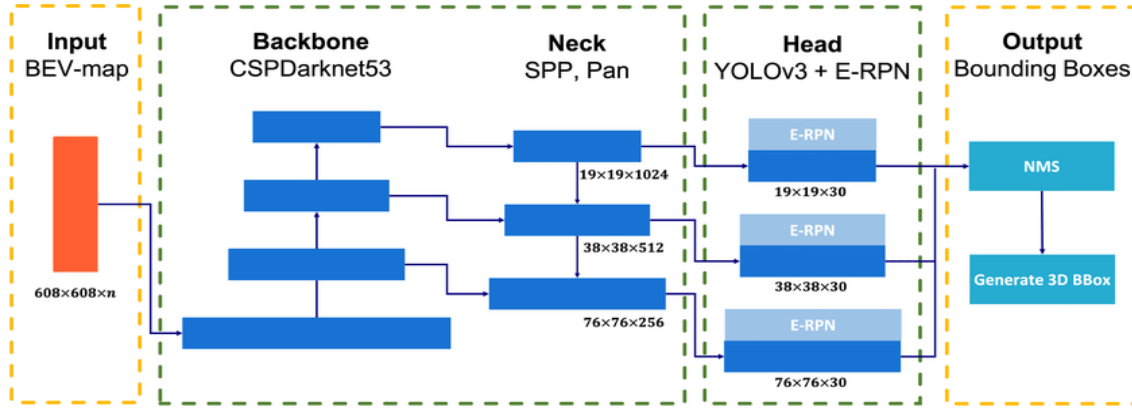 Input
BEV-map
608×608×n
Backbone
CSPDarknet53
Neck
SPP, Pan
19×19×1024
38×38×512
76×76×256
Head
YOLOv3 + E-RPN
E-RPN
19×19×30
E-RPN
38×38×30
E-RPN
76×76×30
Output
Bounding Boxes
NMS
Generate 3D BBox